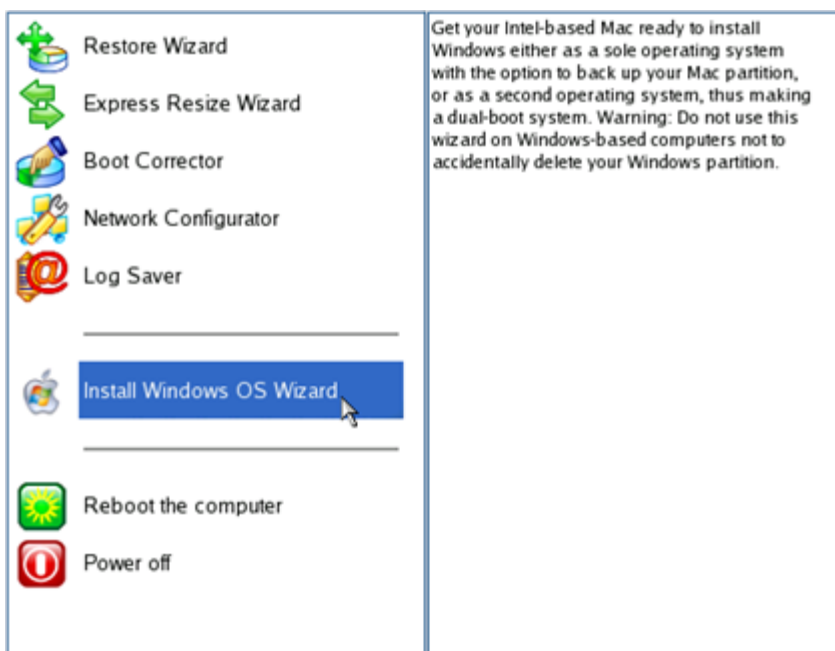 Restore Wizard
Express Resize Wizard
Boot Corrector
Network Configurator
Log Saver
Install Windows OS Wizard
Reboot the computer
Power off
Get your Intel-based Mac ready to install
Windows either as a sole operating system
with the option to back up your Mac partition,
or as a second operating system, thus making
a dual-boot system. Warning: Do not use this
wizard on Windows-based computers not to
accidentally delete your Windows partition.